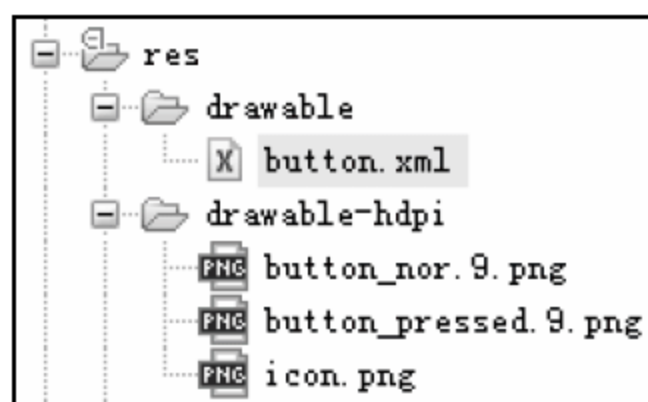 res
drawable
button.xml
drawable-hdpi
button_nor.9.png
button_pressed.9.png
icon.png